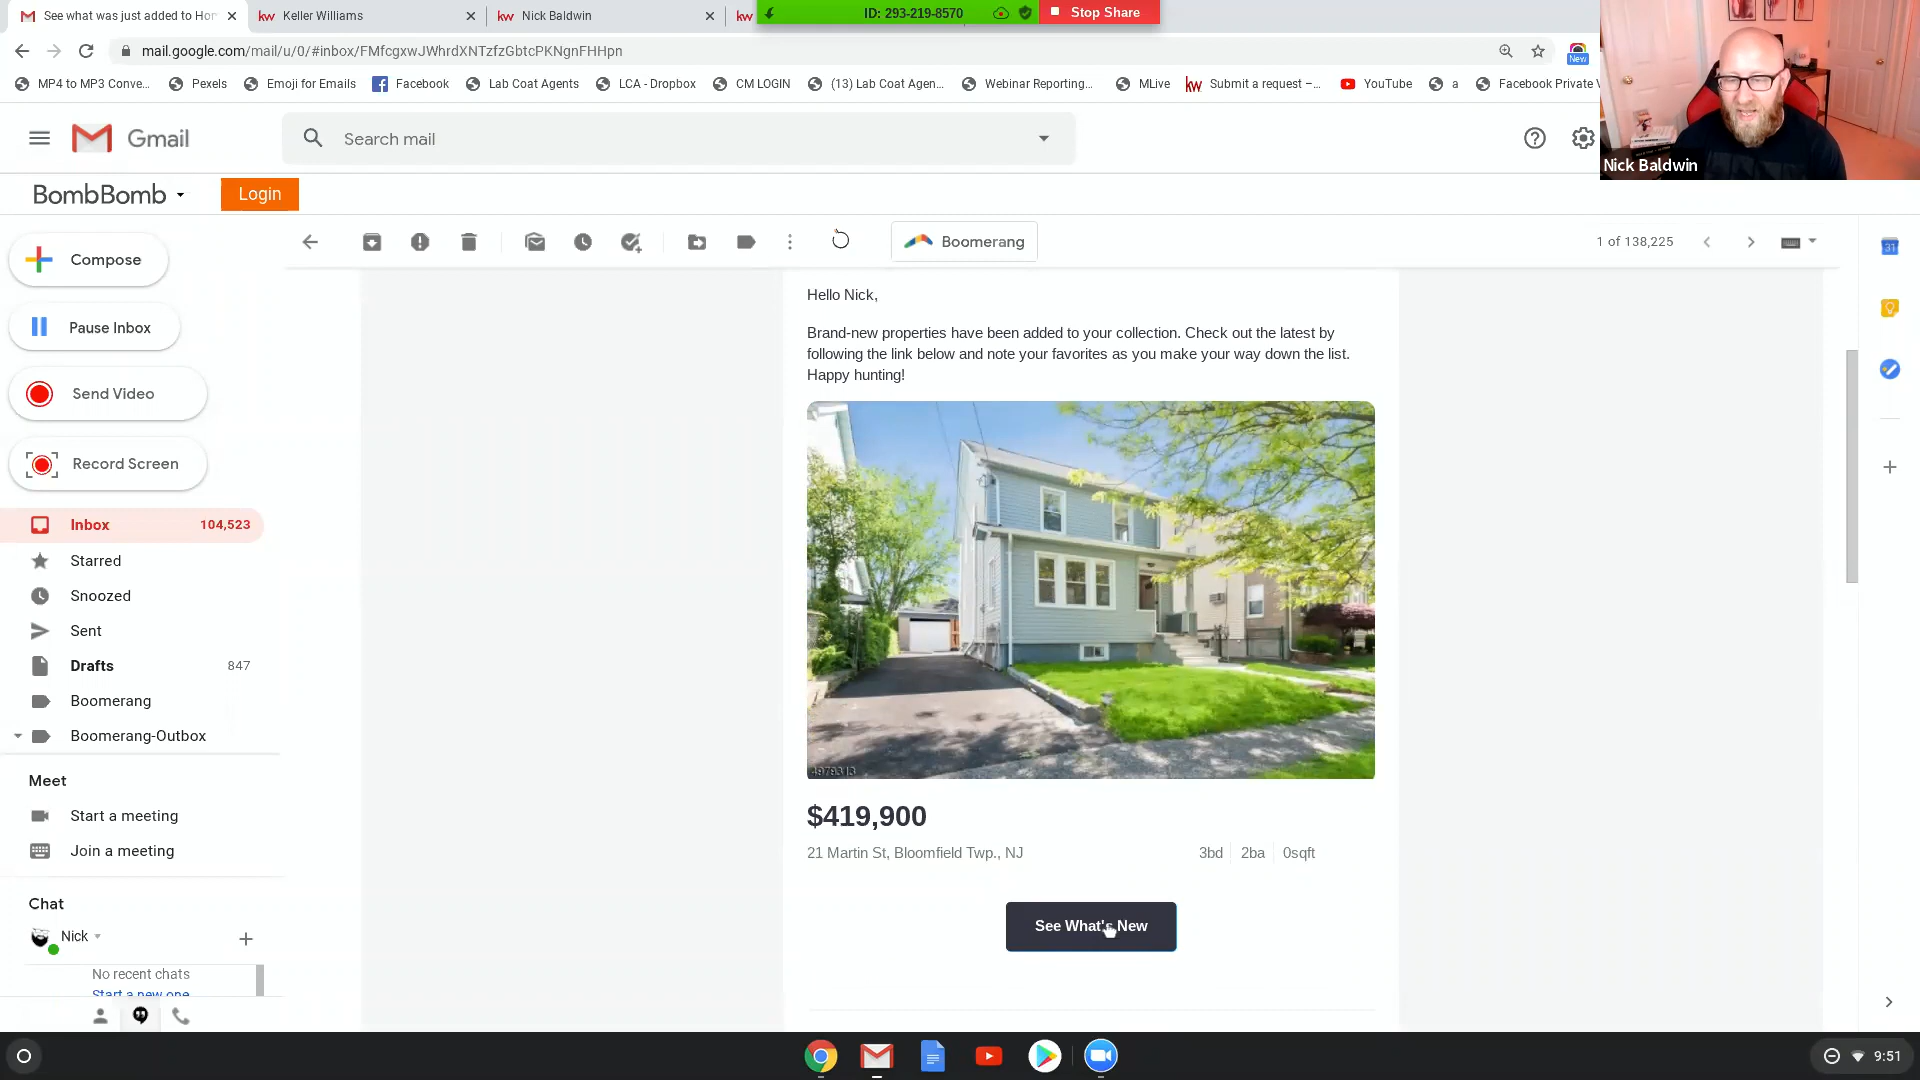 See what was just added to Hom
Keller Williams
Nick Baldwin
ID: 293-219-8570
Stop Share
mail.google.com/mail/u/0/#inbox/FMfcgxwJWhrdXNTzfzGbtcPKNgnFHHpn
New
MP4 to MP3 Conve...
Pexels
Emoji for Emails
Facebook
Lab Coat Agents
LCA - Dropbox
CM LOGIN
(13) Lab Coat Agen...
Webinar Reporting...
MLive
kw
Submit a request –...
YouTube
a
Facebook Private V
Gmail
Search mail
Nick Baldwin
BombBomb
Login
Boomerang
1 of 138,225
31
Compose
Pause Inbox
Send Video
Record Screen
Inbox 104,523
Starred
Snoozed
Sent
Drafts 847
Boomerang
Boomerang-Outbox
Meet
Start a meeting
Join a meeting
Chat
Nick
No recent chats
Start a new one
Hello Nick,
Brand-new properties have been added to your collection. Check out the latest by
following the link below and note your favorites as you make your way down the list.
Happy hunting!
$419,900
21 Martin St, Bloomfield Twp., NJ
3bd 2ba 0sqft
See What's New
9:51